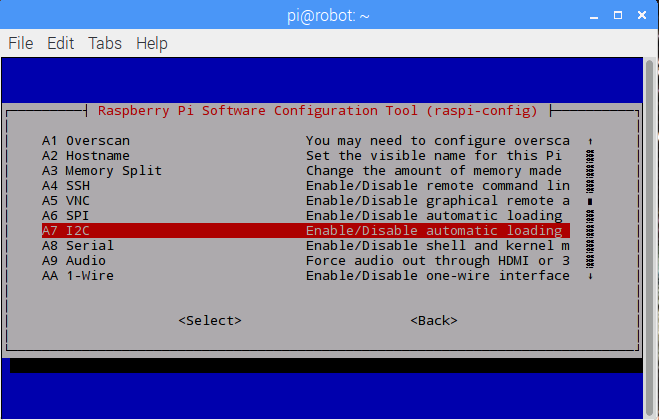 pi@robot: ~
File Edit Tabs Help
Raspberry Pi Software Configuration Tool (raspi-config)
A1 Overscan You may need to configure oversca
A2 Hostname Set the visible name for this Pi
A3 Memory Split Change the amount of memory made
A4 SSH Enable/Disable remote command lin
A5 VNC Enable/Disable graphical remote a
A6 SPI Enable/Disable automatic loading
A7 I2C Enable/Disable automatic loading
A8 Serial Enable/Disable shell and kernel m
A9 Audio Force audio out through HDMI or 3
AA 1-Wire Enable/Disable one-wire interface
<Select> <Back>